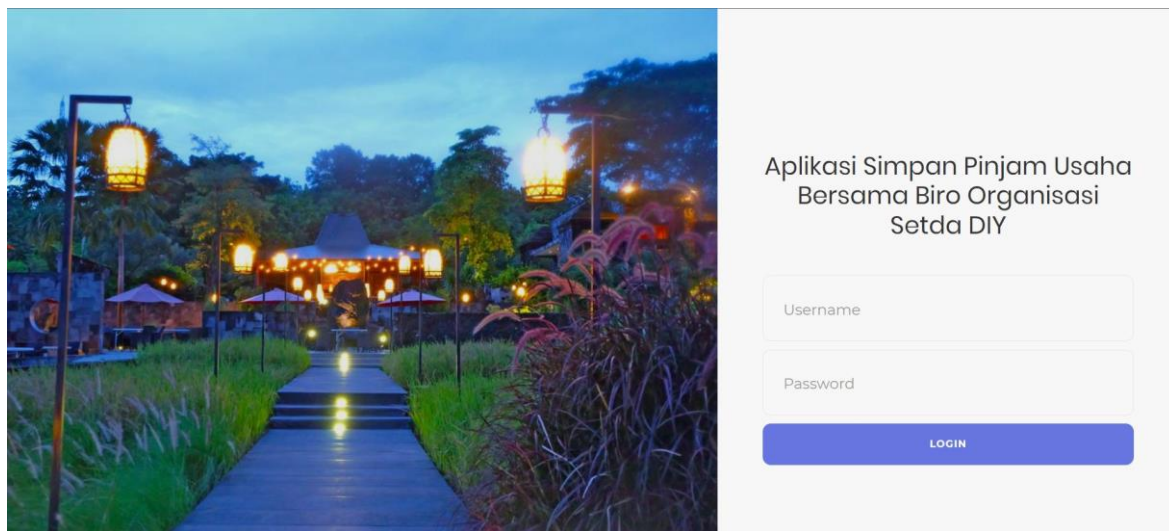 Aplikasi Simpan Pinjam Usaha
Bersama Biro Organisasi
Setda DIY
Username
Password
LOGIN